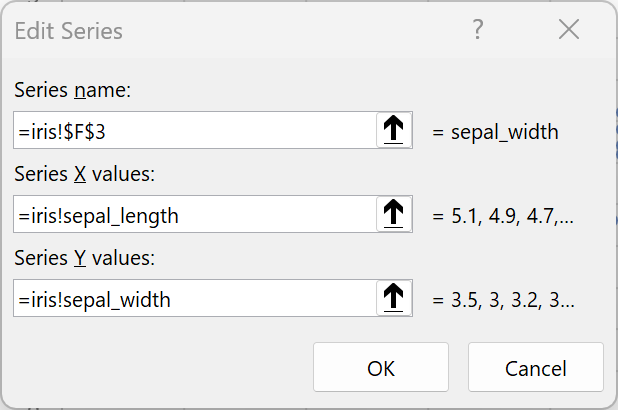 Edit Series ?
Series name:
=iris!$F$3 = sepal_width
Series X values:
=iris!sepal_length = 5.1, 4.9, 4.7,...
Series Y values:
=iris!sepal_width = 3.5, 3, 3.2, 3...
OK Cancel